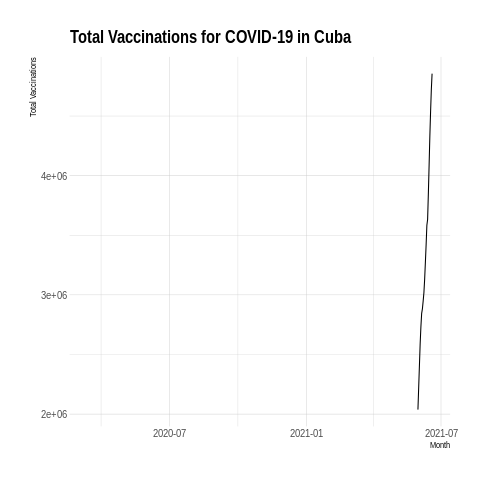 Total Vaccinations for COVID-19 in Cuba
Total Vaccinations
4e+06
3e+06
2e+06
2020-07
2021-01
2021-07
Month